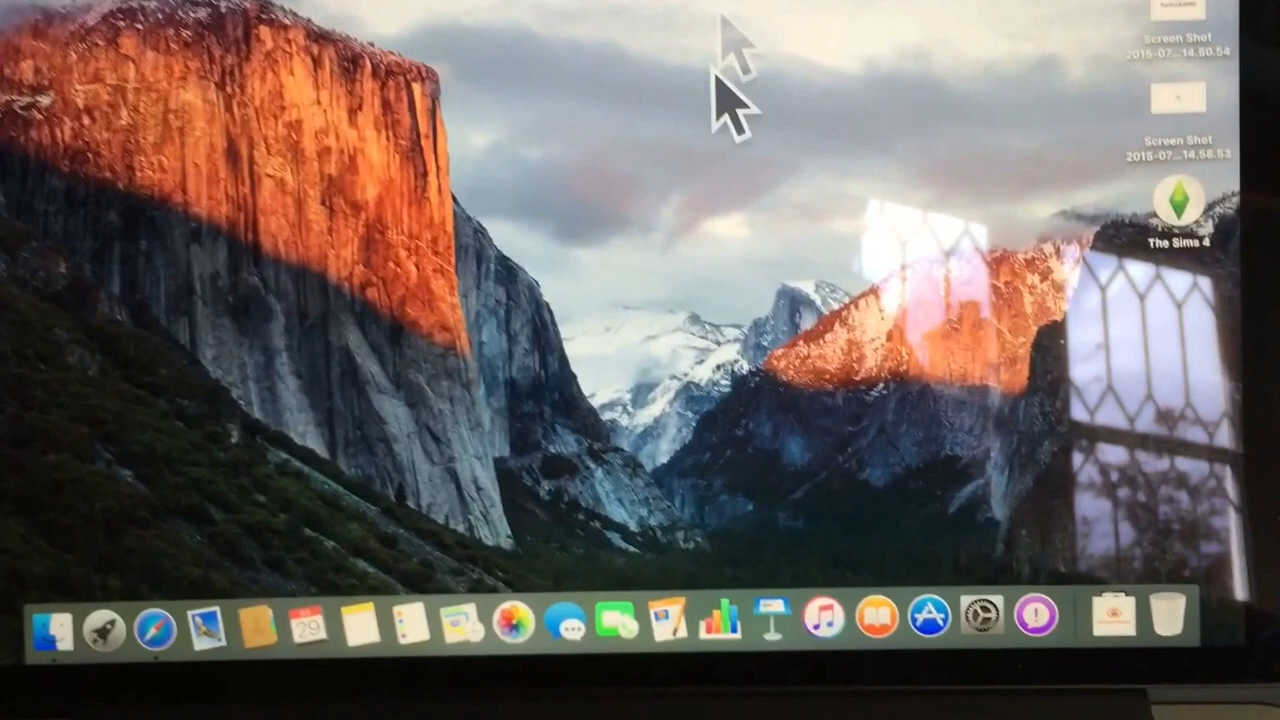 Screen Shot
2015-07...14.50.54
Screen Shot
2015-07...14.58.53
The Sims 4
29